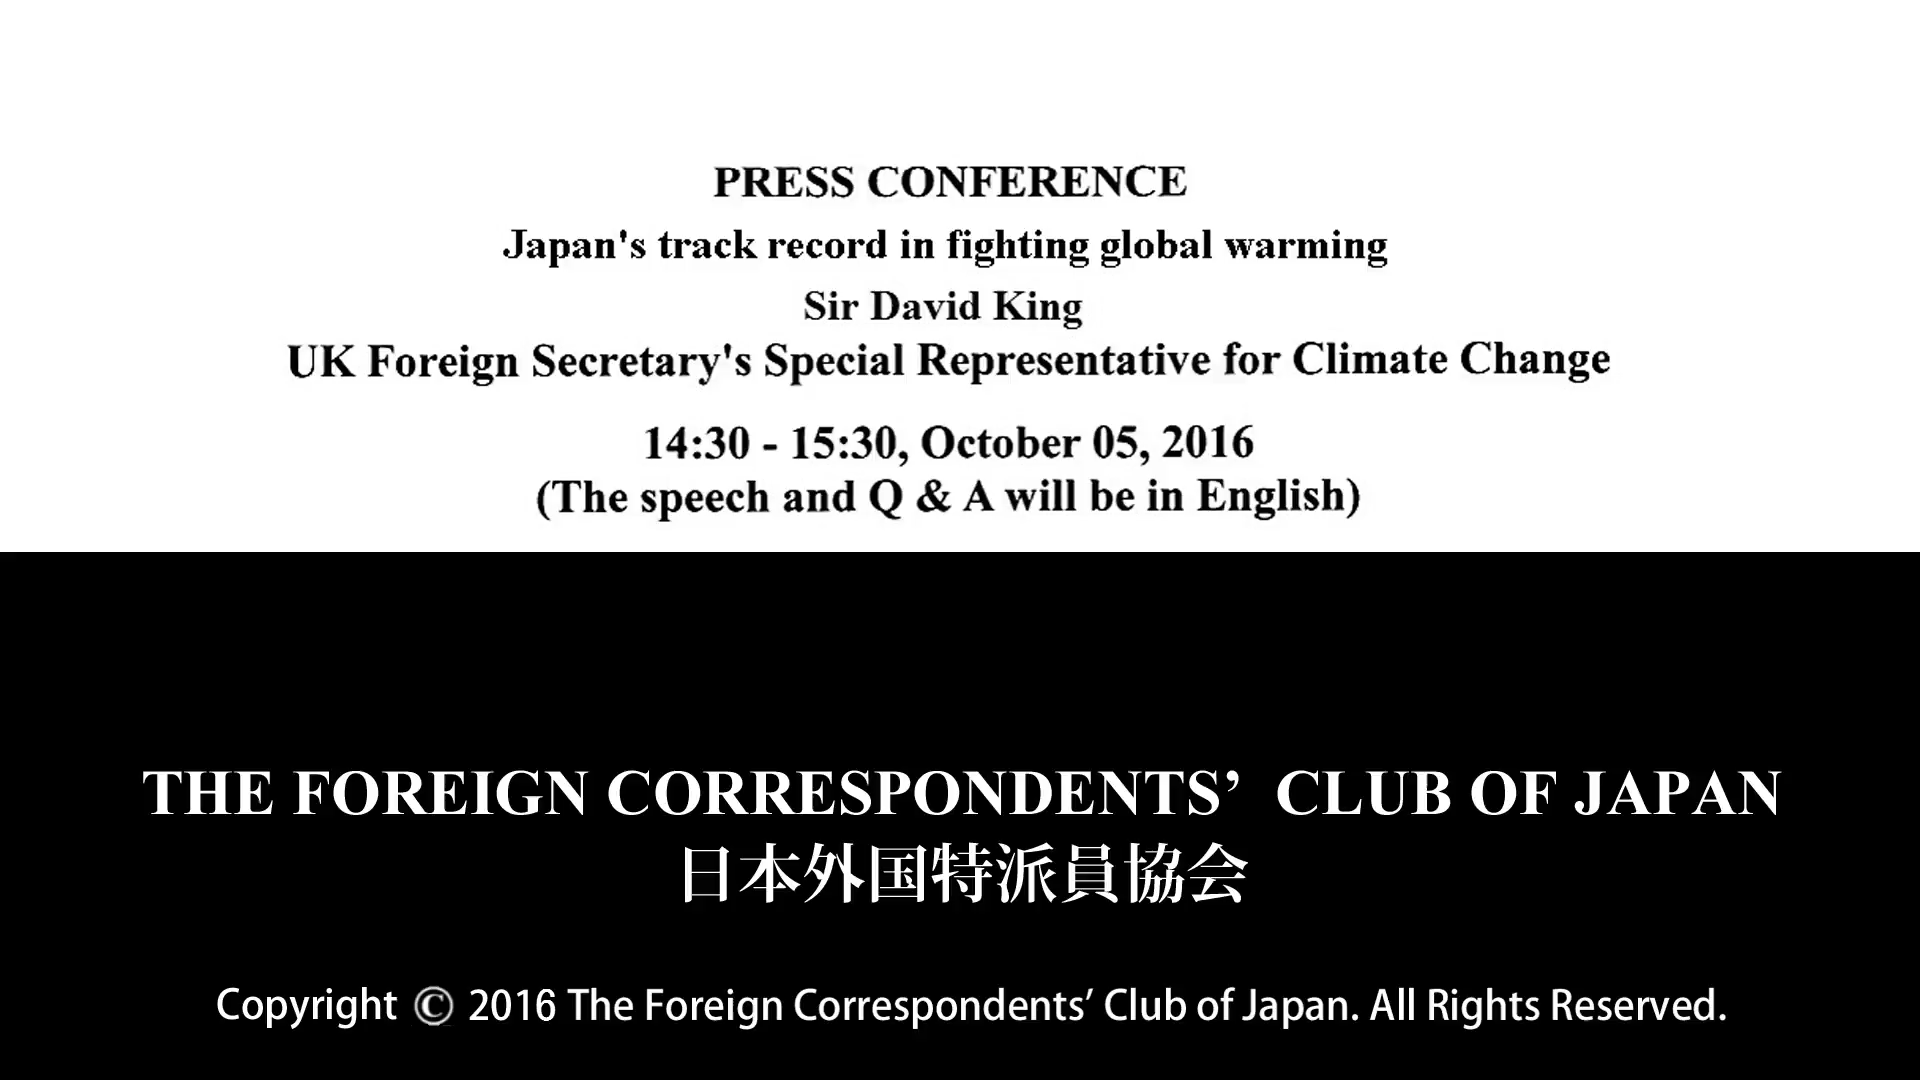 PRESS CONFERENCE
Japan's track record in fighting global warming
Sir David King
UK Foreign Secretary's Special Representative for Climate Change
14:30 - 15:30, October 05, 2016
(The speech and Q & A will be in English)
THE FOREIGN CORRESPONDENTS’ CLUB OF JAPAN
日本外国特派員協会
Copyright © 2016 The Foreign Correspondents’ Club of Japan. All Rights Reserved.